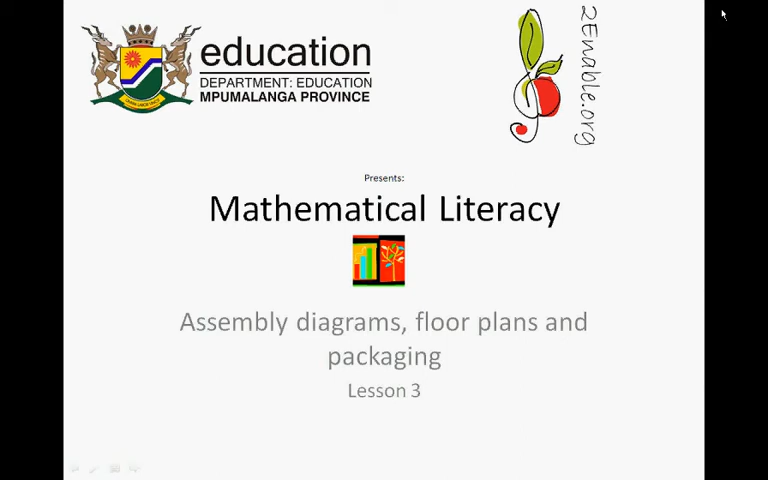 education
DEPARTMENT: EDUCATION
MPUMALANGA PROVINCE
2Enable.org
Presents:
Mathematical Literacy
Assembly diagrams, floor plans and
packaging
Lesson 3